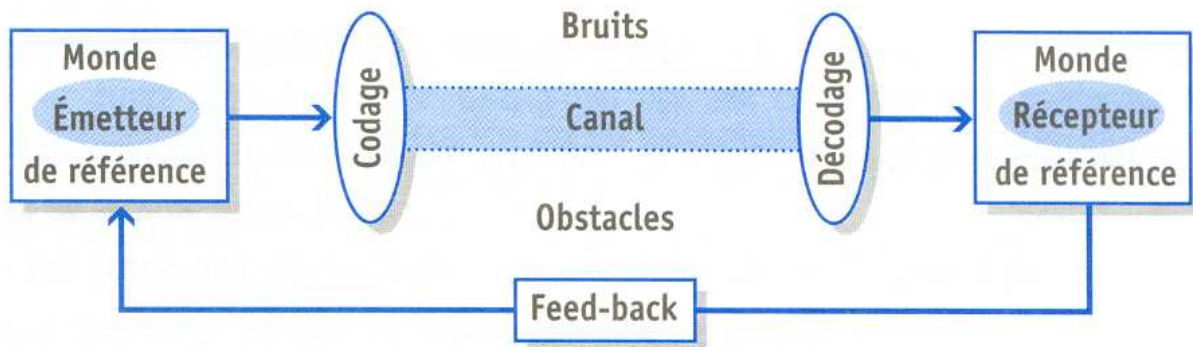 Monde
Émetteur
de référence
Codage
Bruits
Canal
Obstacles
Décodage
Monde
Récepteur
de référence
Feed-back